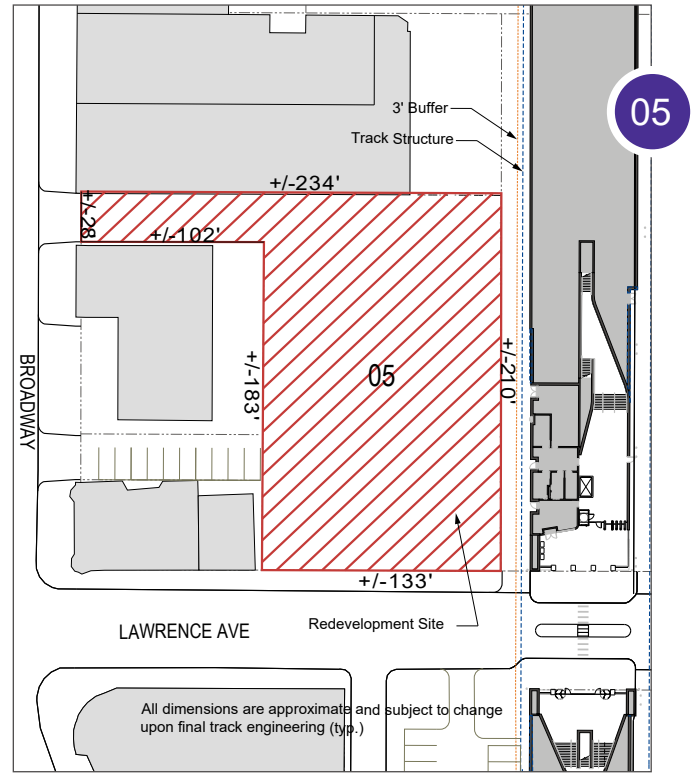 3' Buffer
05
Track Structure
+/-234'
+/-28
+/-102'
BROADWAY
+/-183'
05
+/-210'
+/-133'
LAWRENCE AVE
Redevelopment Site
All dimensions are approximate and subject to change
upon final track engineering (typ.)